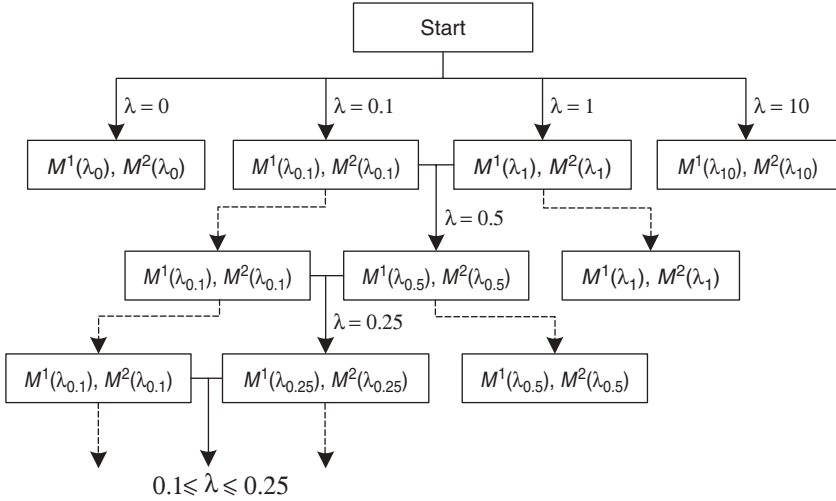 Start
λ = 0 λ = 0.1 λ = 1 λ = 10
M¹(λ₀), M²(λ₀) M¹(λ₀.₁), M²(λ₀.₁) M¹(λ₁), M²(λ₁) M¹(λ₁₀), M²(λ₁₀)
λ = 0.5
M¹(λ₀.₁), M²(λ₀.₁) M¹(λ₀.₅), M²(λ₀.₅) M¹(λ₁), M²(λ₁)
λ = 0.25
M¹(λ₀.₁), M²(λ₀.₁) M¹(λ₀.₂₅), M²(λ₀.₂₅) M¹(λ₀.₅), M²(λ₀.₅)
0.1 ⩽ λ ⩽ 0.25